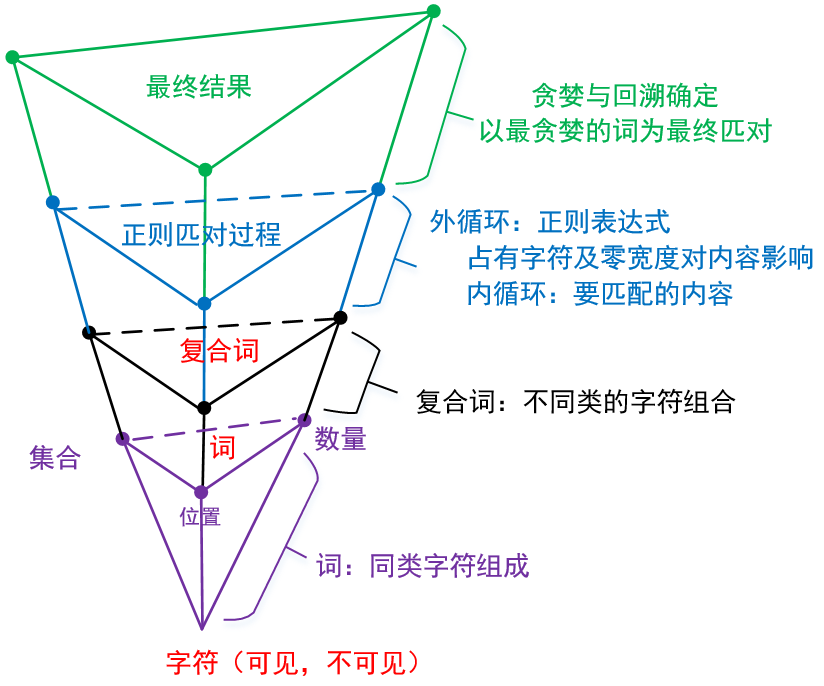 最终结果
贪婪与回溯确定
以最贪婪的词为最终匹对
正则匹对过程
外循环：正则表达式
占有字符及零宽度对内容影响
内循环：要匹配的内容
复合词
复合词：不同类的字符组合
词
数量
集合
位置
词：同类字符组成
字符（可见，不可见）